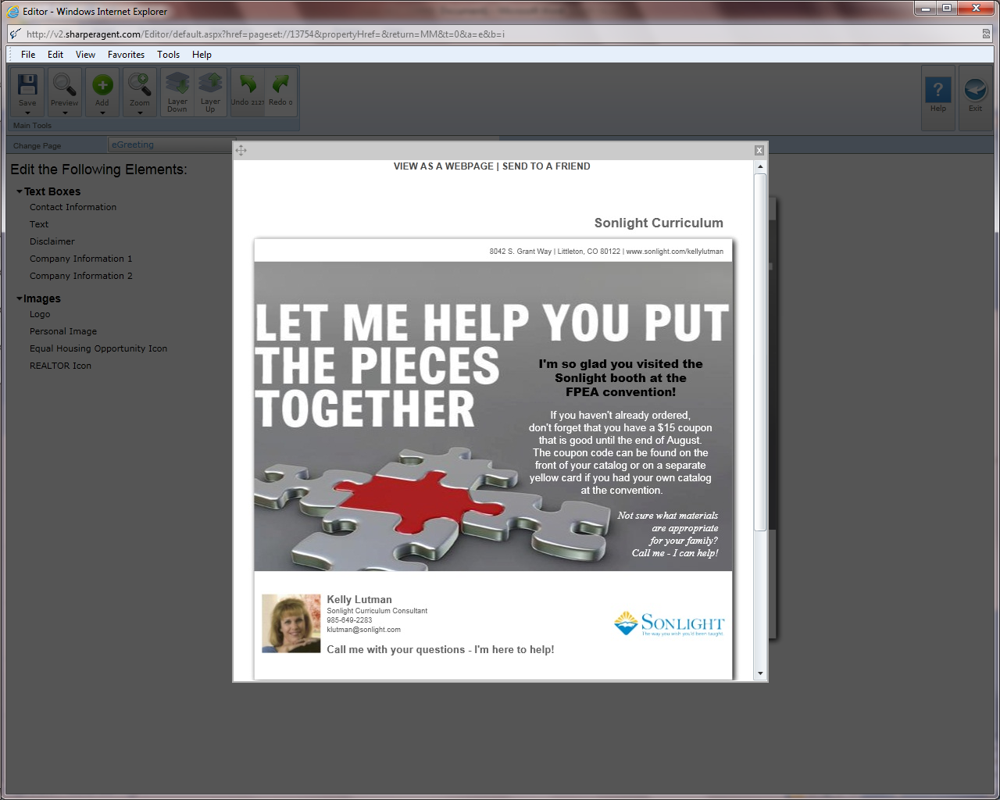 Editor - Windows Internet Explorer
http://v2.sharperagent.com/Editor/default.aspx?href=pageset://13754&propertyHref=&return=MM&t=0&a=e&b=i
File Edit View Favorites Tools Help
Save Preview Add Zoom Layer Down Layer Up Undo 2127 Redo 0 Help Exit
Main Tools
Change Page eGreeting
Edit the Following Elements:
Text Boxes
Contact Information
Text
Disclaimer
Company Information 1
Company Information 2
Images
Logo
Personal Image
Equal Housing Opportunity Icon
REALTOR Icon
X
VIEW AS A WEBPAGE | SEND TO A FRIEND
Sonlight Curriculum
8042 S. Grant Way | Littleton, CO 80122 | www.sonlight.com/kellylutman
LET ME HELP YOU PUT
THE PIECES
TOGETHER
I'm so glad you visited the
Sonlight booth at the
FPEA convention!
If you haven't already ordered,
don't forget that you have a $15 coupon
that is good until the end of August.
The coupon code can be found on the
front of your catalog or on a separate
yellow card if you had your own catalog
at the convention.
Not sure what materials
are appropriate
for your family?
Call me - I can help!
Kelly Lutman
Sonlight Curriculum Consultant
985-649-2283
klutman@sonlight.com
Call me with your questions - I'm here to help!
SONLIGHT
The way you wish you'd been taught.